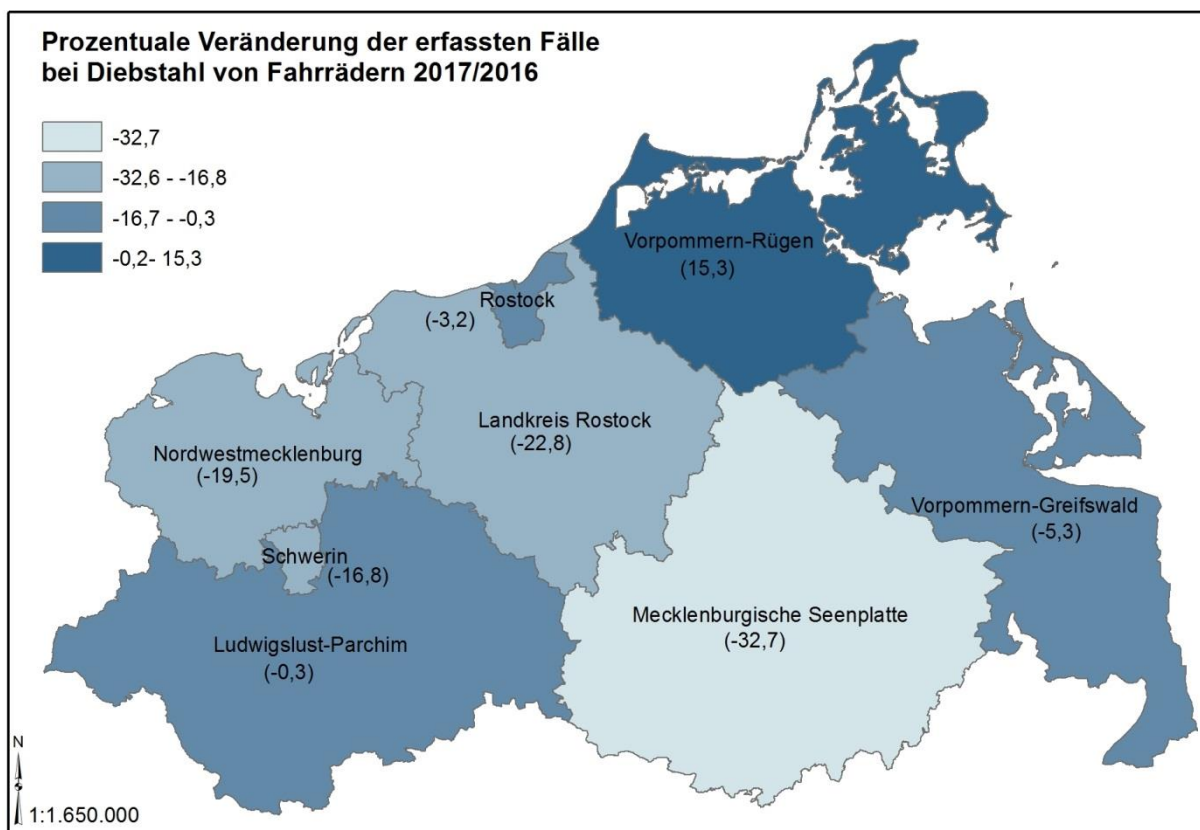 Prozentuale Veränderung der erfassten Fälle
bei Diebstahl von Fahrrädern 2017/2016
-32,7
-32,6 - -16,8
-16,7 - -0,3
-0,2- 15,3
Vorpommern-Rügen
(15,3)
Rostock
(-3,2)
Landkreis Rostock
(-22,8)
Nordwestmecklenburg
(-19,5)
Vorpommern-Greifswald
(-5,3)
Schwerin
(-16,8)
Mecklenburgische Seenplatte
(-32,7)
Ludwigslust-Parchim
(-0,3)
N
1:1.650.000